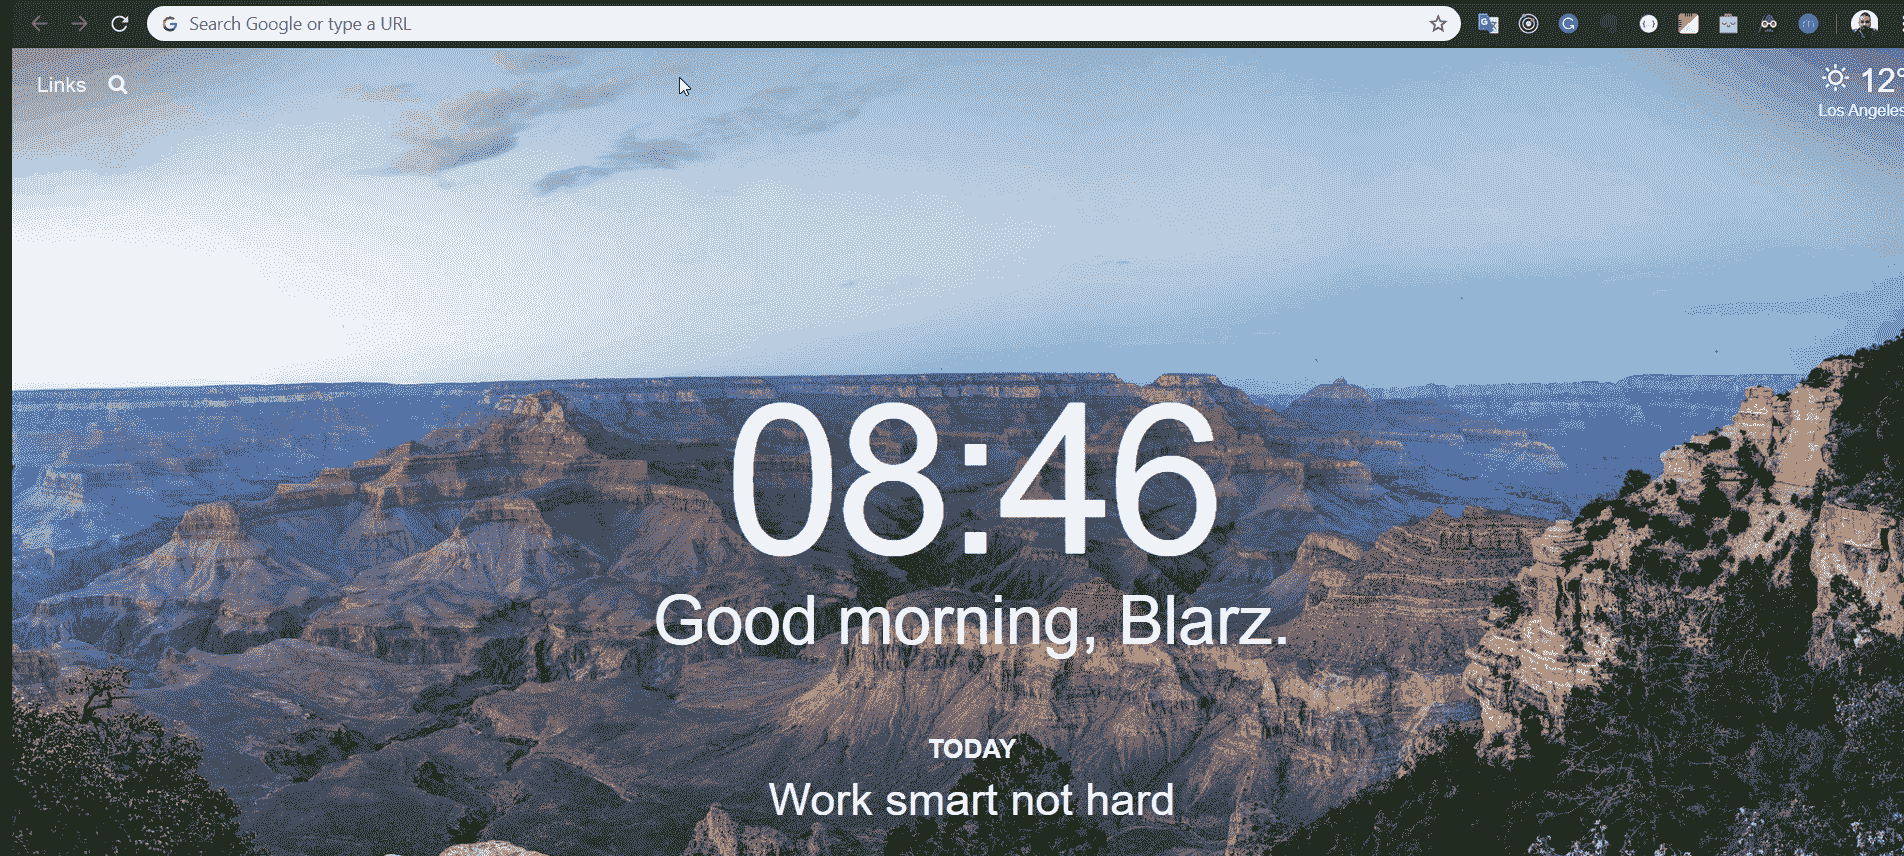 Search Google or type a URL
Links
12°
Los Angeles
08:46
Good morning, Blarz.
TODAY
Work smart not hard